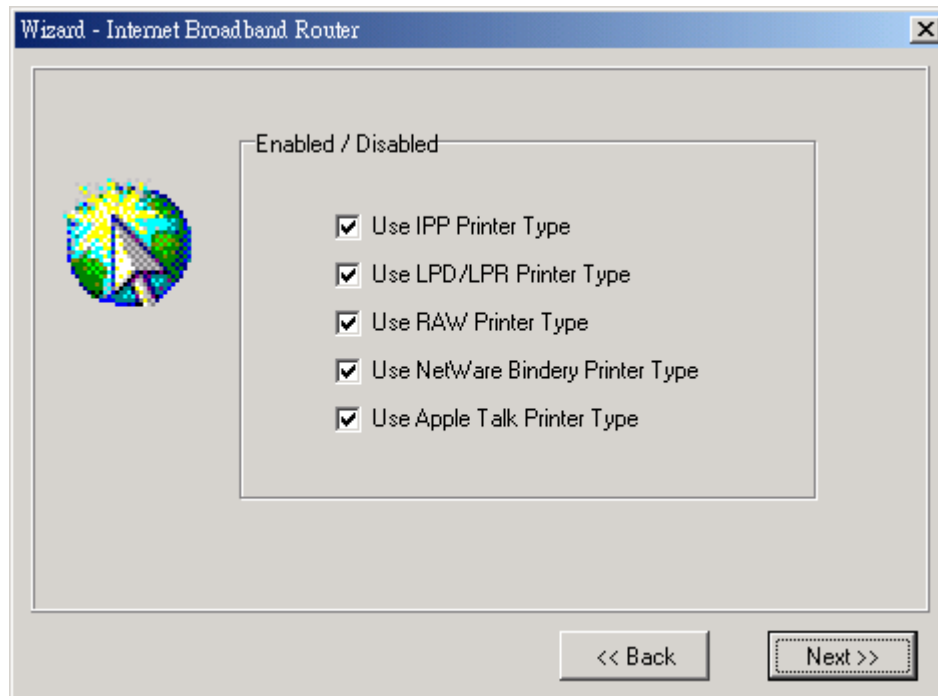 Wizard - Internet Broadband Router
Enabled / Disabled
Use IPP Printer Type
Use LPD/LPR Printer Type
Use RAW Printer Type
Use NetWare Bindery Printer Type
Use Apple Talk Printer Type
<< Back
Next >>